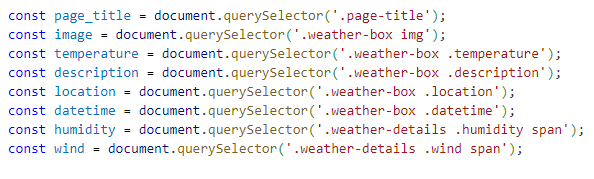 const page_title = document.querySelector('.page-title');
const image = document.querySelector('.weather-box img');
const temperature = document.querySelector('.weather-box .temperature');
const description = document.querySelector('.weather-box .description');
const location = document.querySelector('.weather-box .location');
const datetime = document.querySelector('.weather-box .datetime');
const humidity = document.querySelector('.weather-details .humidity span');
const wind = document.querySelector('.weather-details .wind span');